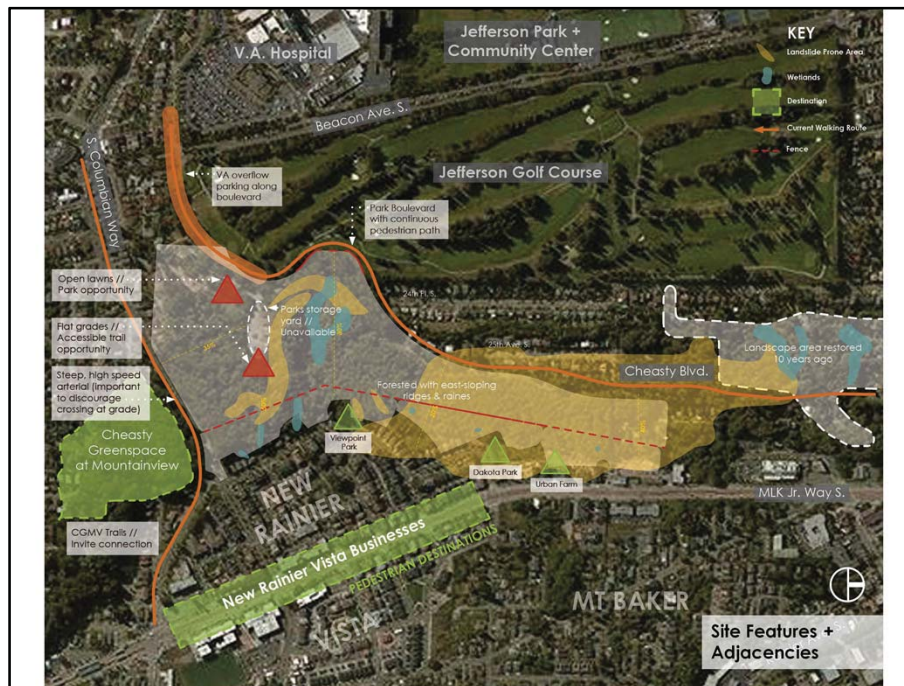 V.A. Hospital
Jefferson Park +
Community Center
KEY
Landslide Prone Area
Wetlands
Destination
Current Walking Route
Fence
Beacon Ave. S.
S. Columbian Way
VA overflow
parking along
boulevard
Jefferson Golf Course
Park Boulevard
with continuous
pedestrian path
Open lawns //
Park opportunity
Parks storage
yard //
Unavailable
24th Pl. S.
Flat grades //
Accessible trail
opportunity
25th Ave. S.
Landscape area restored
10 years ago
Steep, high speed
arterial (important
to discourage
crossing at grade)
Cheasty Blvd.
Forested with east-sloping
ridges & raines
Cheasty
Greenspace
at Mountainview
Viewpoint
Park
Dakota Park
Urban Farm
NEW
RAINIER
VISTA
MLK Jr. Way S.
CGMV Trails //
Invite connection
New Rainier Vista Businesses
PEDESTRIAN DESTINATIONS
MT BAKER
Site Features +
Adjacencies